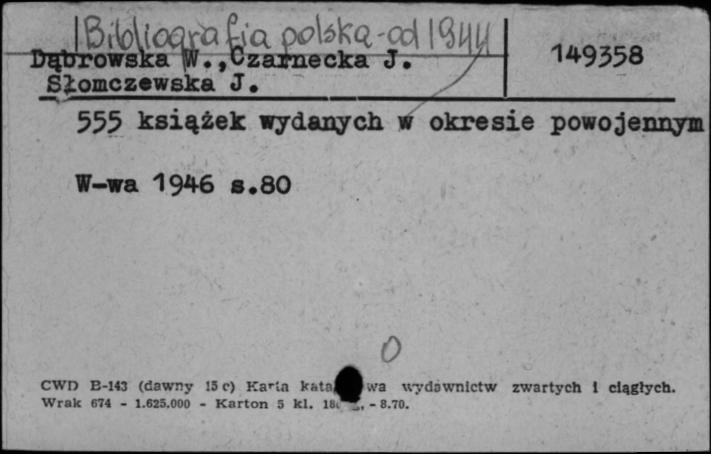 Bibliografia polska-od 1944
Dąbrowska W.,Czarnecka J. 149358
Słomczewska J.
555 książek wydanych w okresie powojennym
W-wa 1946 s.80
0
CWD B-143 (dawny 15 c) Karta kata wa wydawnictw zwartych i ciągłych.
Wrak 674 - 1.625.000 - Karton 5 kl. - 8.70.